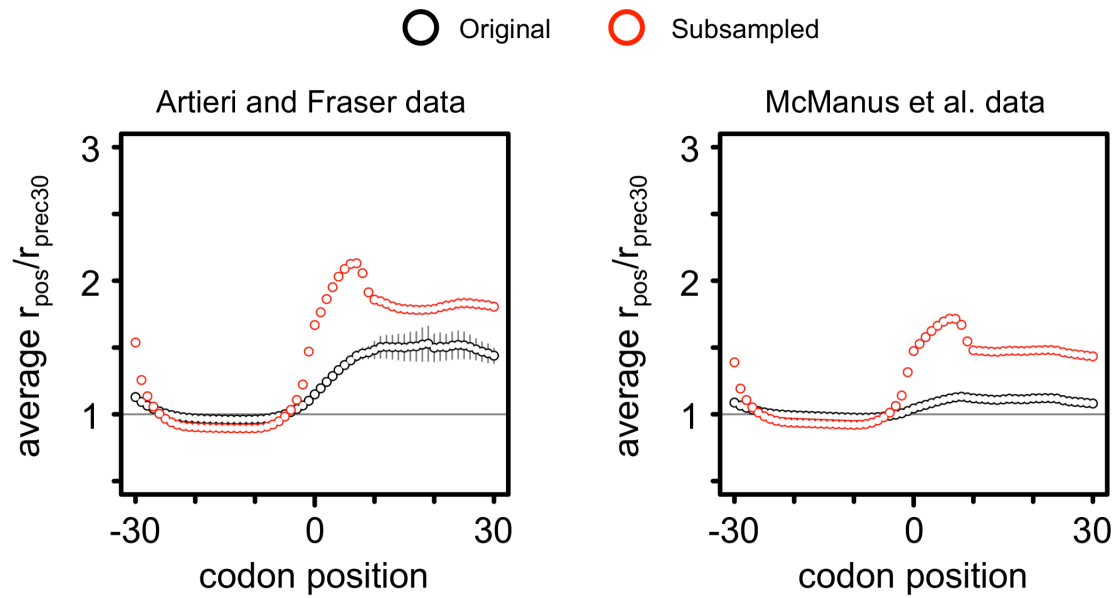 Original Subsampled
Artieri and Fraser data
3
2
1
average rpos/rprec30
-30 0 30
codon position
McManus et al. data
3
2
1
average rpos/rprec30
-30 0 30
codon position